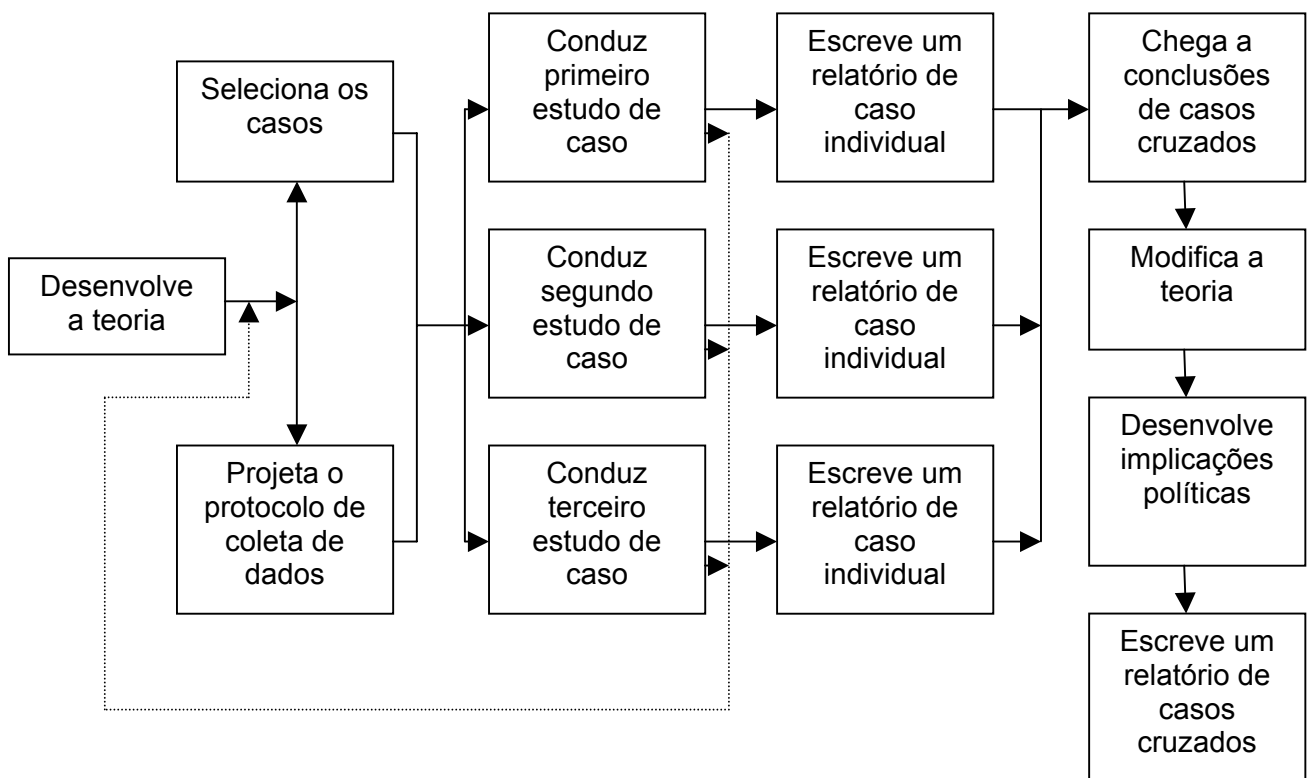 Desenvolve
a teoria
Seleciona os
casos
Projeta o
protocolo de
coleta de
dados
Conduz
primeiro
estudo de
caso
Escreve um
relatório de
caso
individual
Conduz
segundo
estudo de
caso
Escreve um
relatório de
caso
individual
Conduz
terceiro
estudo de
caso
Escreve um
relatório de
caso
individual
Chega a
conclusões
de casos
cruzados
Modifica a
teoria
Desenvolve
implicações
políticas
Escreve um
relatório de
casos
cruzados